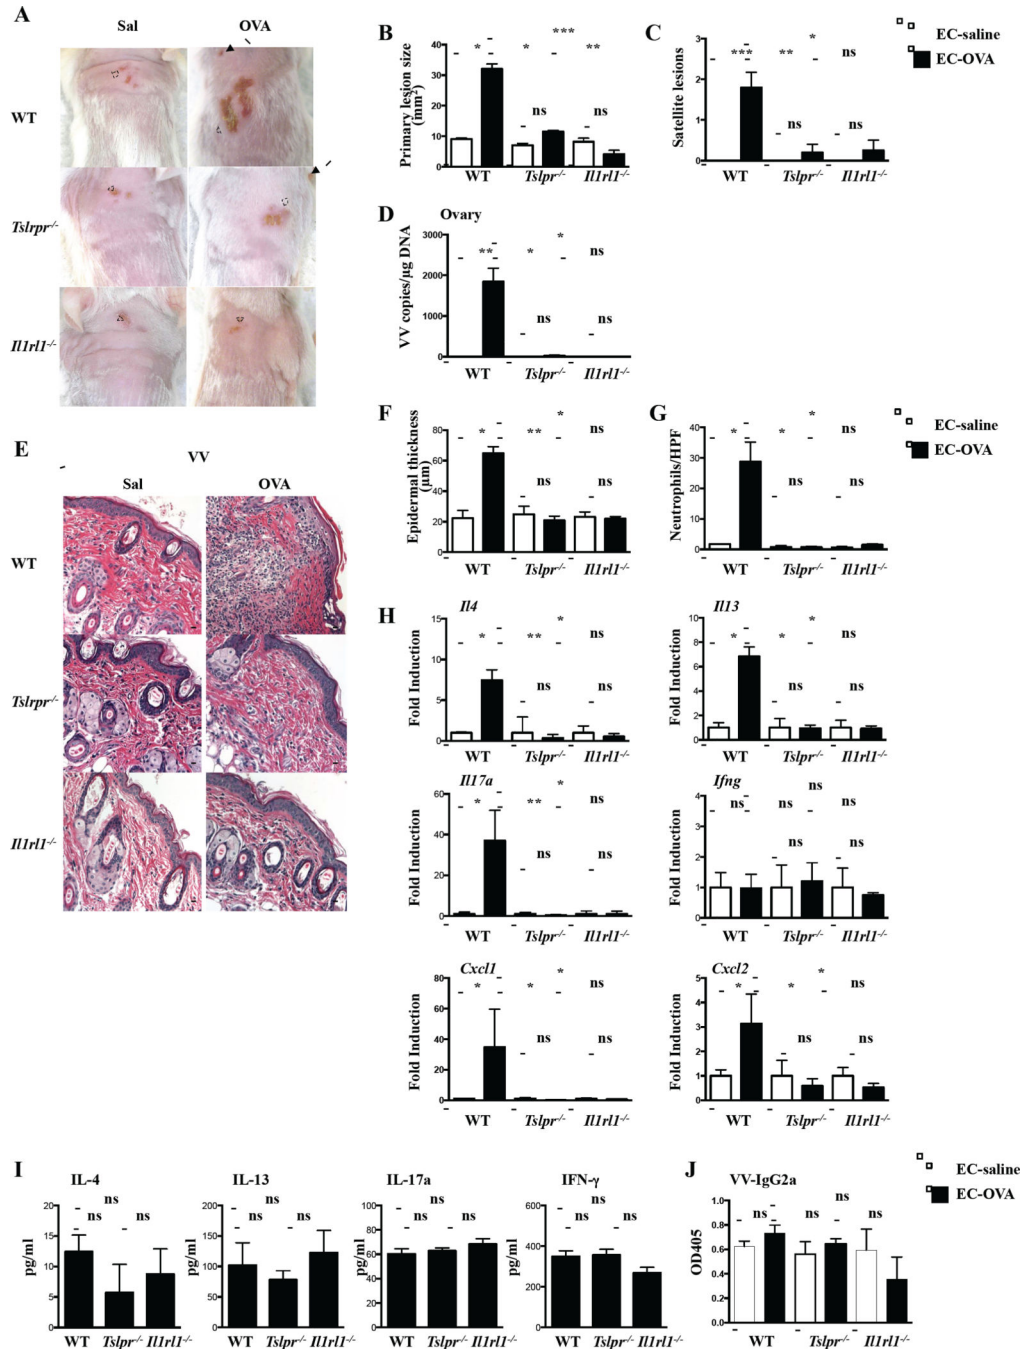 A
Sal OVA
WT
Tslrpr-/-
Il1rl1-/-
B
* * *** **
ns ns
Primary lesion size
(mm2)
40
30
20
10
0
WT Tslpr-/- Il1rl1-/-
C
EC-saline
EC-OVA
*** ** * ns
ns ns
Satellite lesions
3
2
1
0
WT Tslpr-/- Il1rl1-/-
D
Ovary
** * * ns
ns ns
VV copies/µg DNA
3000
2000
1000
0
WT Tslpr-/- Il1rl1-/-
E
VV
Sal OVA
WT
Tslrpr-/-
Il1rl1-/-
F
* ** * ns
ns ns
Epidermal thickness
(µm)
80
60
40
20
0
WT Tslpr-/- Il1rl1-/-
G
EC-saline
EC-OVA
* * * ns
ns ns
Neutrophils/HPF
40
30
20
10
0
WT Tslpr-/- Il1rl1-/-
H
Il4
* ** * ns
ns ns
Fold Induction
15
10
5
0
WT Tslpr-/- Il1rl1-/-
Il13
* * * ns
ns ns
Fold Induction
10
8
6
4
2
0
WT Tslpr-/- Il1rl1-/-
Il17a
* ** * ns
ns ns
Fold Induction
60
40
20
0
WT Tslpr-/- Il1rl1-/-
Ifng
ns ns ns ns
ns ns
Fold Induction
2.5
2.0
1.5
1.0
0.5
0.0
WT Tslpr-/- Il1rl1-/-
Cxcl1
* * * ns
ns ns
Fold Induction
80
60
40
20
0
WT Tslpr-/- Il1rl1-/-
Cxcl2
* * * ns
ns ns
Fold Induction
5
4
3
2
1
0
WT Tslpr-/- Il1rl1-/-
I
IL-4
ns
ns ns
pg/ml
20
15
10
5
0
WT Tslpr-/- Il1rl1-/-
IL-13
ns
ns ns
pg/ml
200
150
100
50
0
WT Tslpr-/- Il1rl1-/-
IL-17a
ns
ns ns
pg/ml
100
80
60
40
20
0
WT Tslpr-/- Il1rl1-/-
IFN-γ
ns
ns ns
pg/ml
600
400
200
0
WT Tslpr-/- Il1rl1-/-
J
EC-saline
EC-OVA
VV-IgG2a
ns
ns ns ns
OD405
1.0
0.8
0.6
0.4
0.2
0.0
WT Tslpr-/- Il1rl1-/-